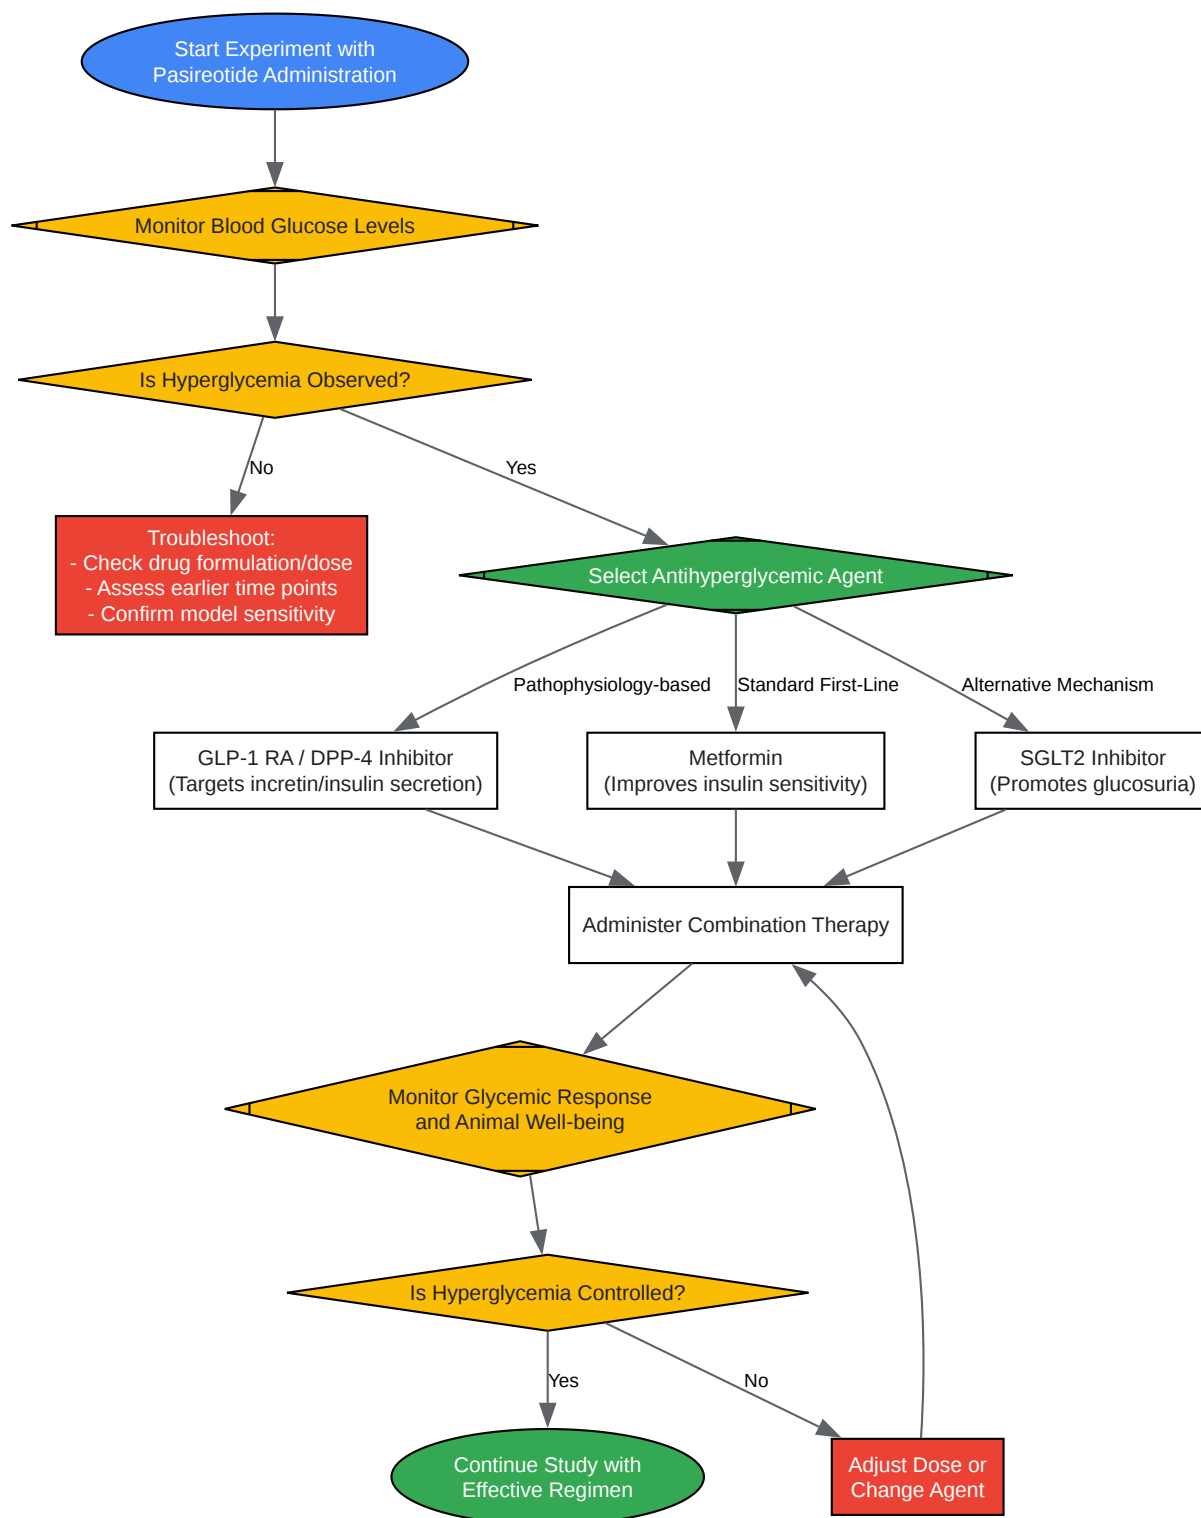 Start Experiment with
Pasireotide Administration
Monitor Blood Glucose Levels
Is Hyperglycemia Observed?
No
Yes
Troubleshoot:
- Check drug formulation/dose
- Assess earlier time points
- Confirm model sensitivity
Select Antihyperglycemic Agent
Pathophysiology-based
Standard First-Line
Alternative Mechanism
GLP-1 RA / DPP-4 Inhibitor
(Targets incretin/insulin secretion)
Metformin
(Improves insulin sensitivity)
SGLT2 Inhibitor
(Promotes glucosuria)
Administer Combination Therapy
Monitor Glycemic Response
and Animal Well-being
Is Hyperglycemia Controlled?
Yes
No
Continue Study with
Effective Regimen
Adjust Dose or
Change Agent